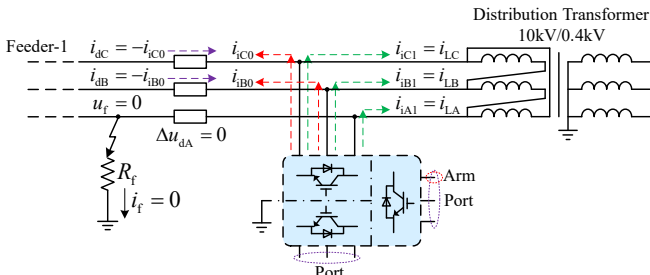 Distribution Transformer
10kV/0.4kV
Feeder-1
i_dC = −i_iC0
i_iC0
i_iC1 = i_LC
i_dB = −i_iB0
i_iB0
i_iB1 = i_LB
u_f = 0
i_iA1 = i_LA
Δu_dA = 0
R_f
i_f = 0
Arm
Port
Port